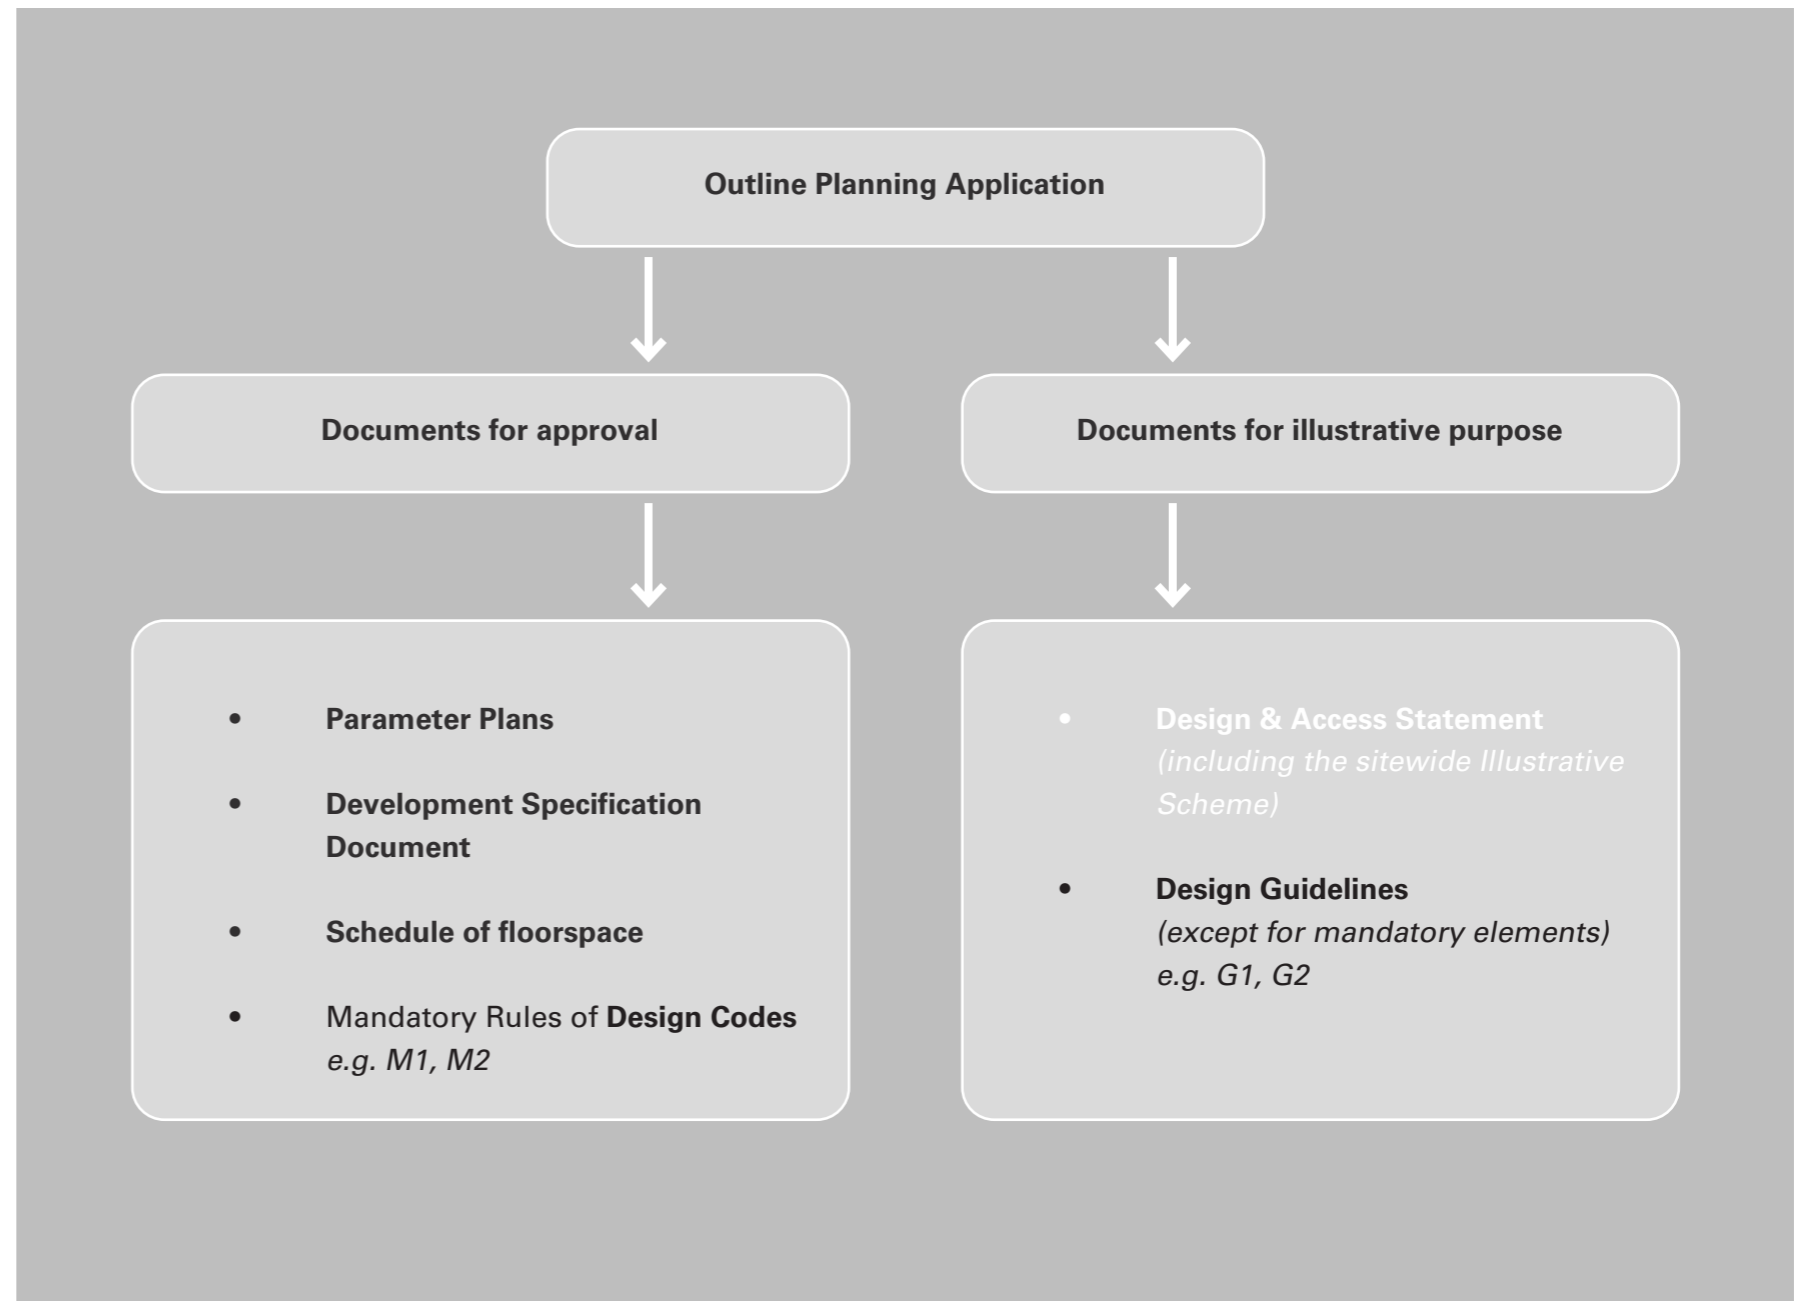 Outline Planning Application
Documents for approval
Documents for illustrative purpose
• Parameter Plans
• Development Specification
Document
• Schedule of floorspace
• Mandatory Rules of Design Codes
e.g. M1, M2
• Design & Access Statement
(including the sitewide Illustrative
Scheme)
• Design Guidelines
(except for mandatory elements)
e.g. G1, G2